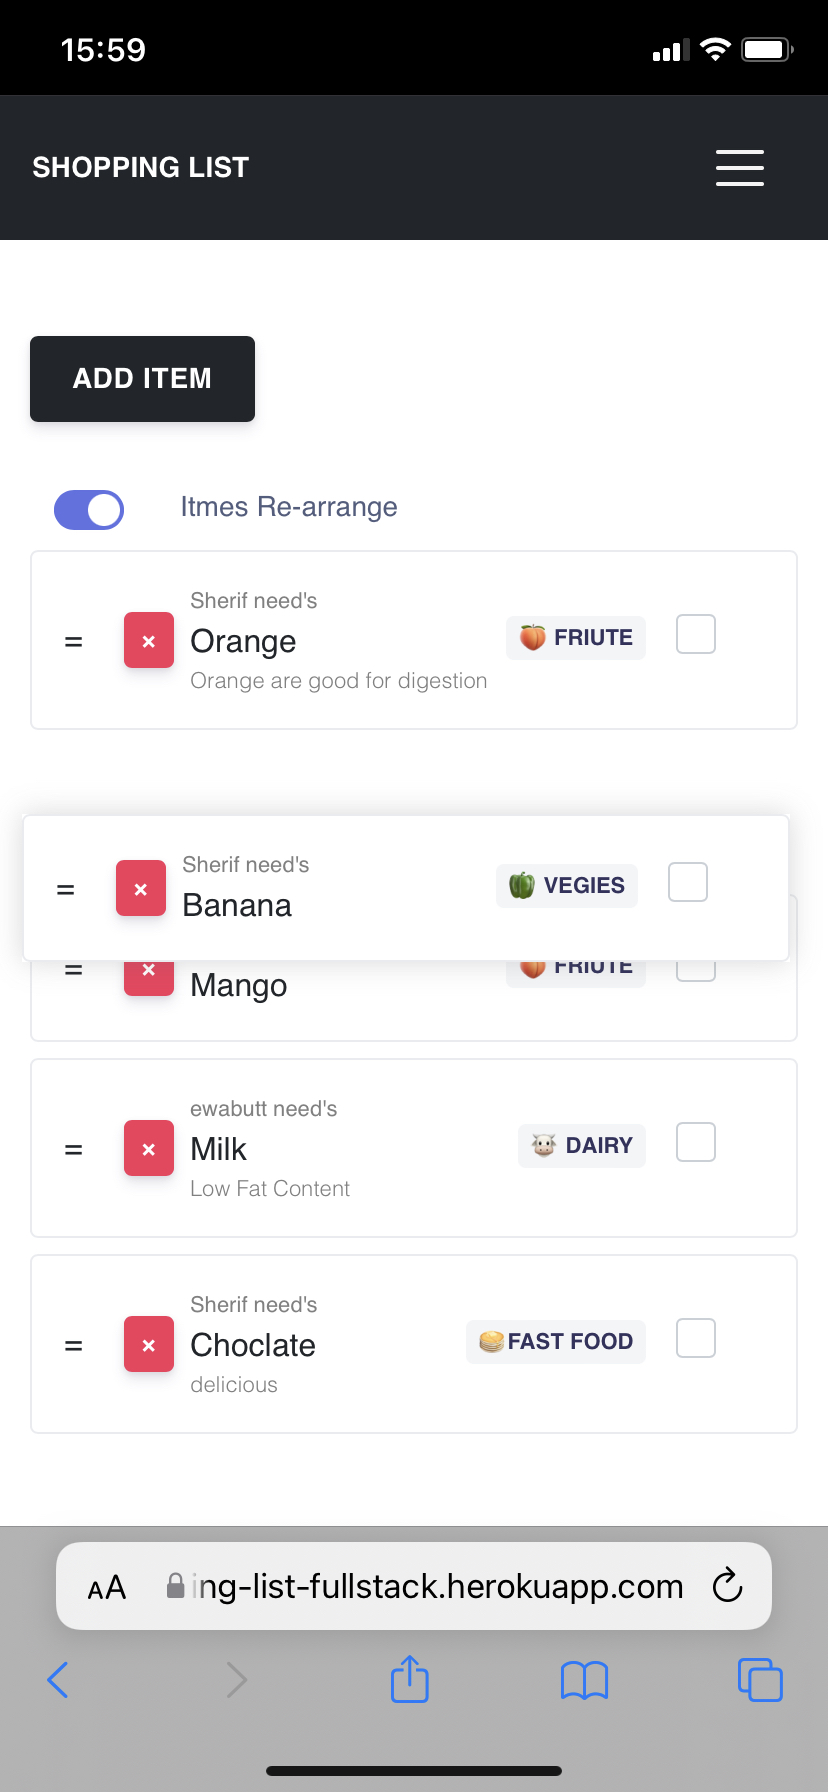 15:59
SHOPPING LIST
ADD ITEM
Itmes Re-arrange
Sherif need's
= × Orange FRIUTE
Orange are good for digestion
Sherif need's
= × Banana VEGIES
= × Mango FRIUTE
ewabutt need's
= × Milk DAIRY
Low Fat Content
Sherif need's
= × Choclate FAST FOOD
delicious
AA ing-list-fullstack.herokuapp.com